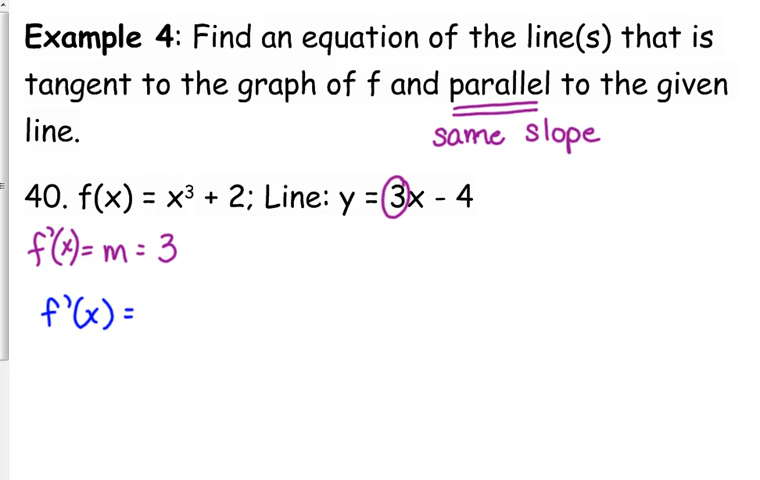 Example 4: Find an equation of the line(s) that is
tangent to the graph of f and parallel to the given
line.
same slope
40. f(x) = x³ + 2; Line: y = 3x - 4
f'(x) = m = 3
f'(x) =